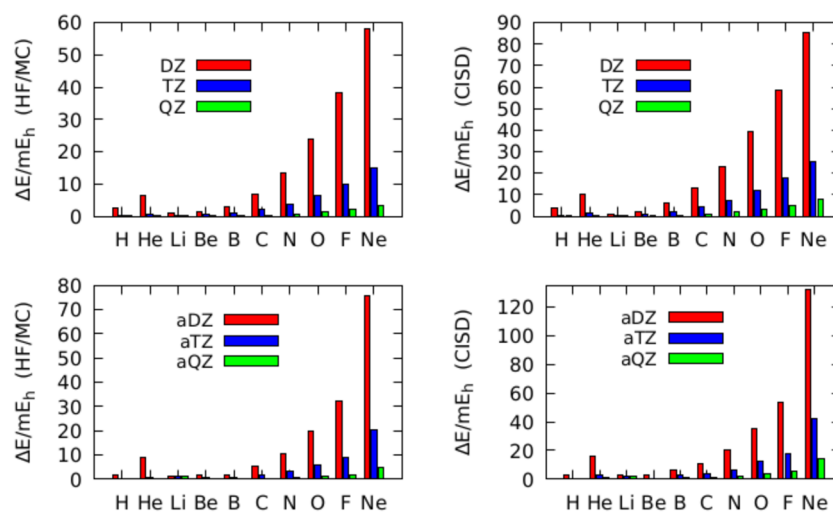 ΔE/mEh (HF/MC)
60
50
40
30
20
10
0
DZ
TZ
QZ
H He Li Be B C N O F Ne
ΔE/mEh (CISD)
90
80
70
60
50
40
30
20
10
0
DZ
TZ
QZ
H He Li Be B C N O F Ne
ΔE/mEh (HF/MC)
80
70
60
50
40
30
20
10
0
aDZ
aTZ
aQZ
H He Li Be B C N O F Ne
ΔE/mEh (CISD)
120
100
80
60
40
20
0
aDZ
aTZ
aQZ
H He Li Be B C N O F Ne